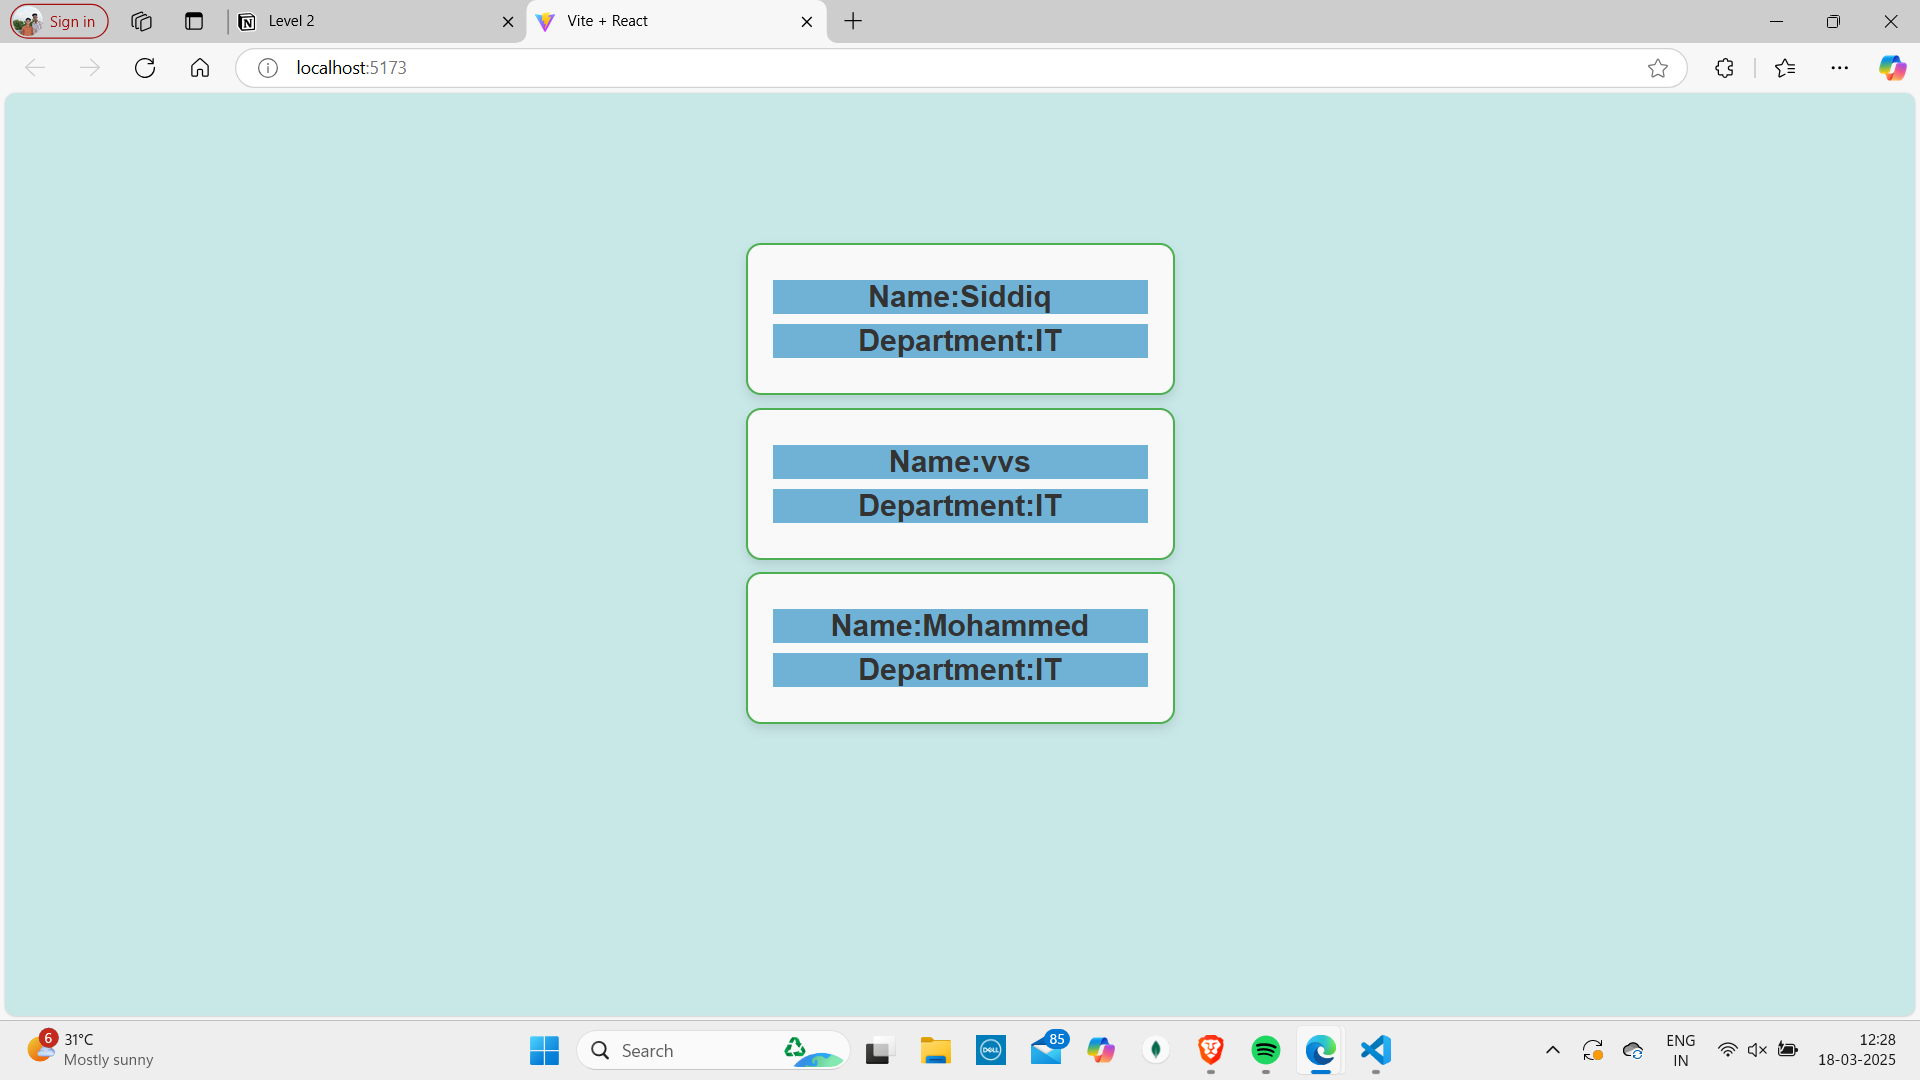 Sign in
Level 2
Vite + React
localhost:5173
Name:Siddiq
Department:IT
Name:vvs
Department:IT
Name:Mohammed
Department:IT
6
31°C
Mostly sunny
Search
DELL
85
ENG
IN
12:28
18-03-2025